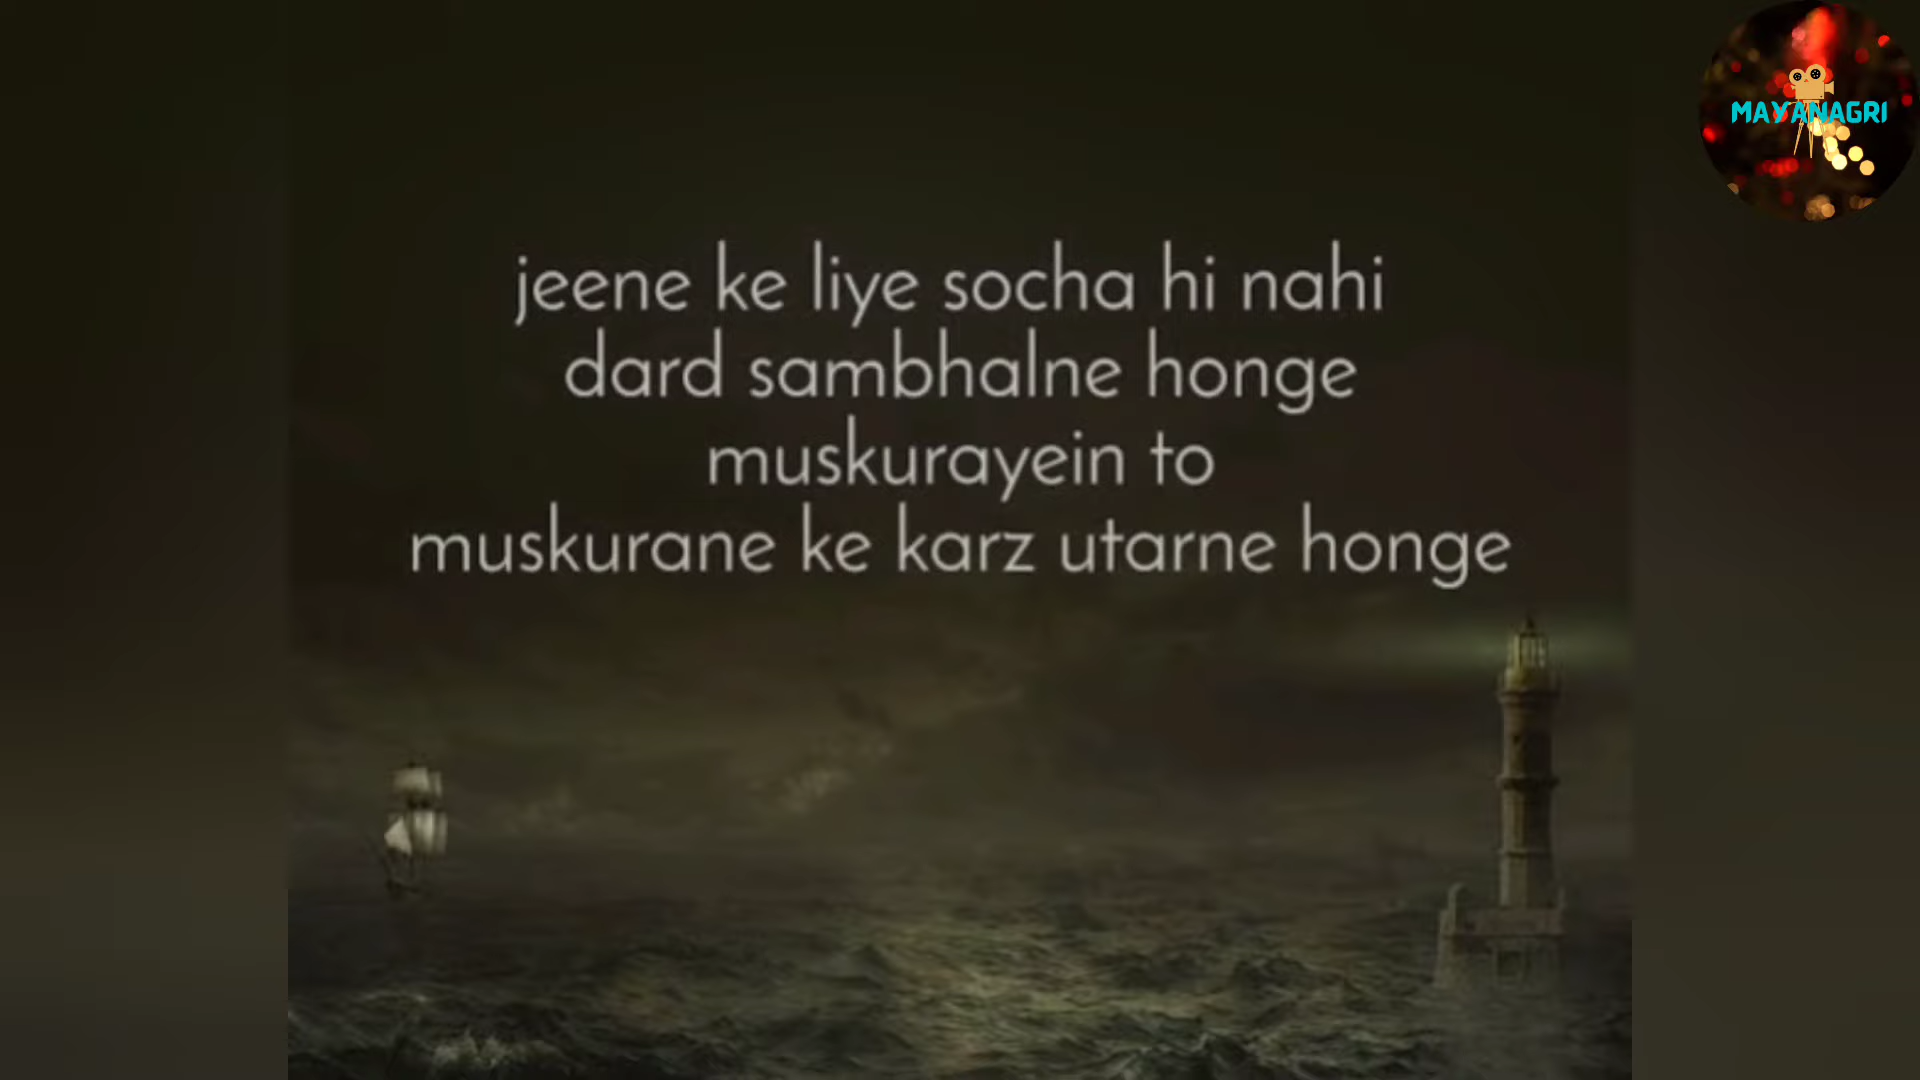 MAYANAGRI
jeene ke liye socha hi nahi
dard sambhalne honge
muskurayein to
muskurane ke karz utarne honge